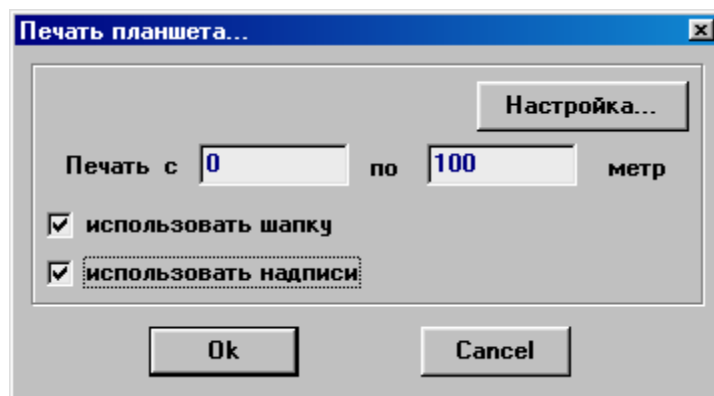 Печать планшета...
Настройка...
Печать с 0 по 100 метр
использовать шапку
использовать надписи
Ok Cancel